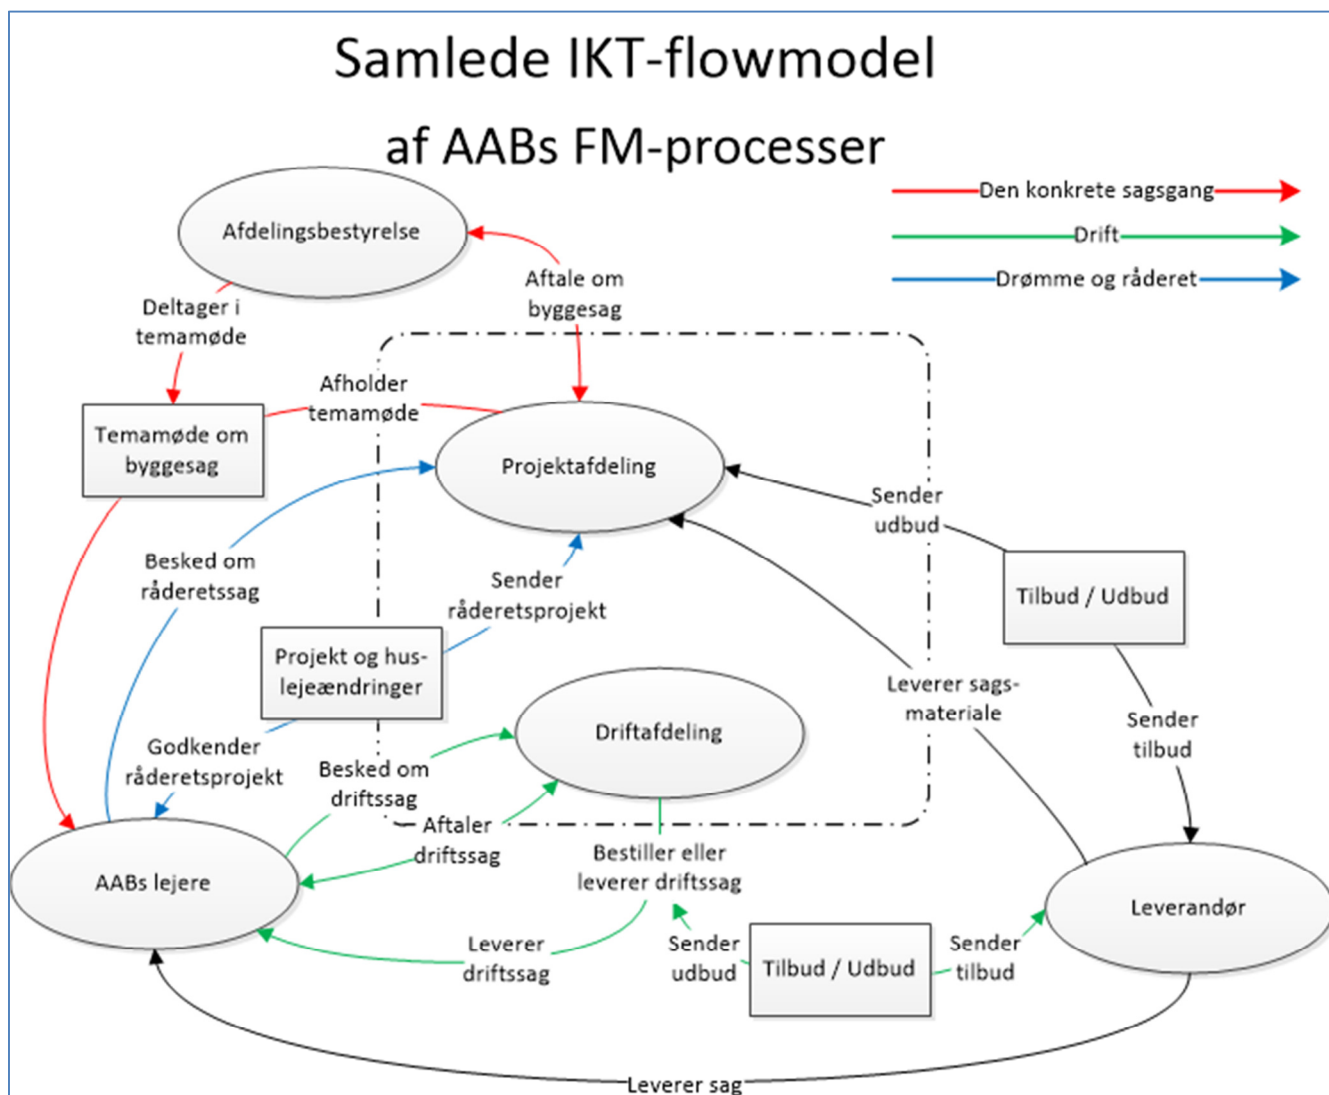 Samlede IKT-flowmodel
af AABs FM-processer
Den konkrete sagsgang
Drift
Drømme og råderet
Afdelingsbestyrelse
Aftale om
byggesag
Deltager i
temamøde
Afholder
temamøde
Temamøde om
byggesag
Projektafdeling
Sender
udbud
Besked om
råderetssag
Sender
råderetsprojekt
Tilbud / Udbud
Projekt og hus-
lejeændringer
Leverer sags-
materiale
Sender
tilbud
Godkender
råderetsprojekt
Besked om
driftssag
Driftafdeling
Aftaler
driftssag
Bestiller eller
leverer driftssag
AABs lejere
Leverandør
Leverer
driftssag
Sender
udbud
Tilbud / Udbud
Sender
tilbud
Leverer sag